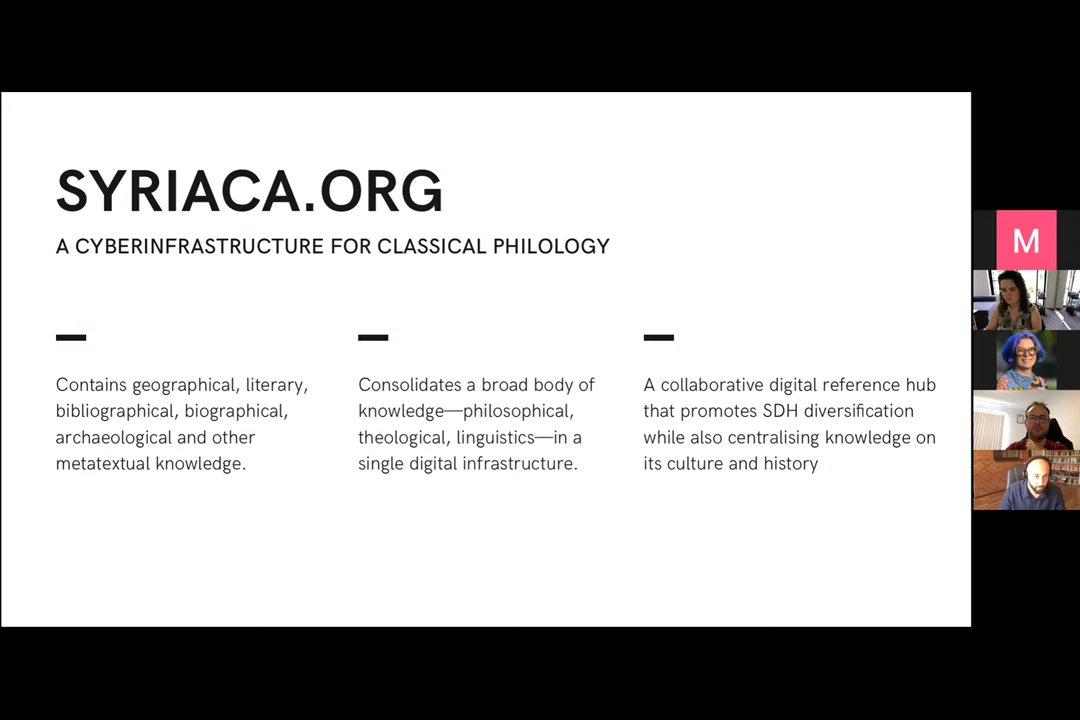 SYRIACA.ORG
A CYBERINFRASTRUCTURE FOR CLASSICAL PHILOLOGY
Contains geographical, literary,
bibliographical, biographical,
archaeological and other
metatextual knowledge.
Consolidates a broad body of
knowledge—philosophical,
theological, linguistics—in a
single digital infrastructure.
A collaborative digital reference hub
that promotes SDH diversification
while also centralising knowledge on
its culture and history
M